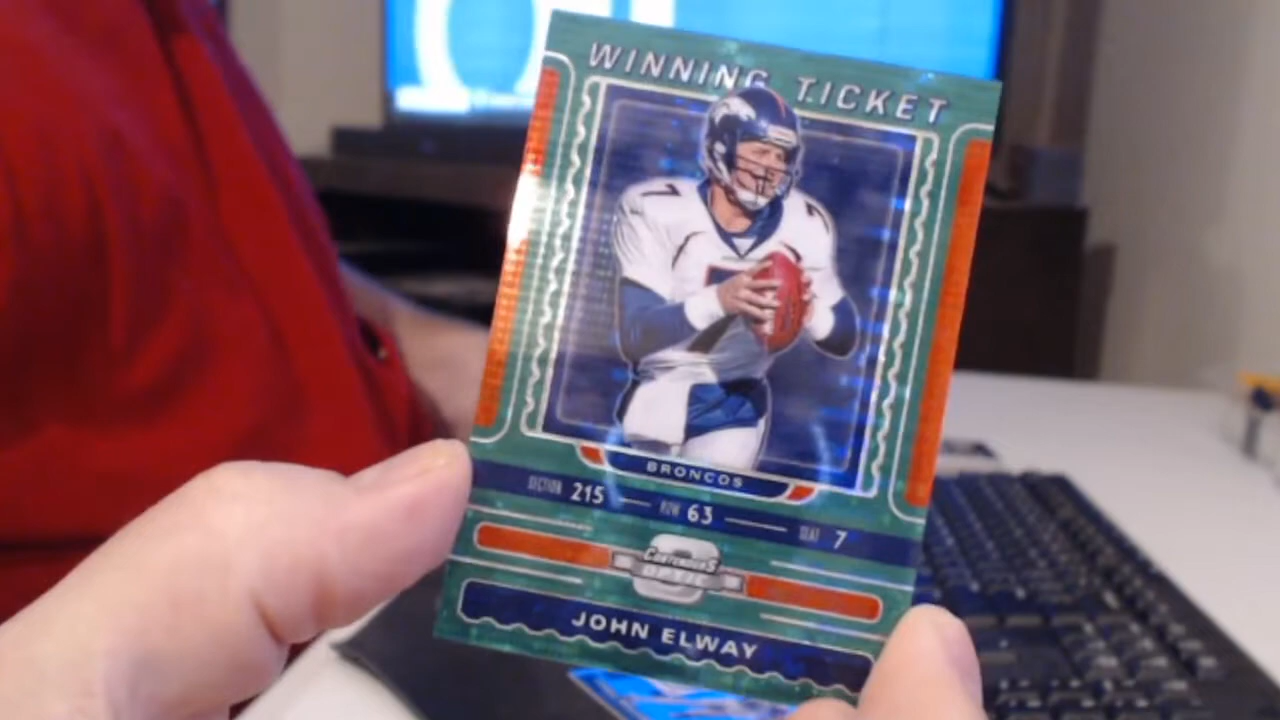 WINNING TICKET
7 7
BRONCOS
SECTION 215 ROW 63 SEAT 7
CONTENDERS
OPTIC
JOHN ELWAY